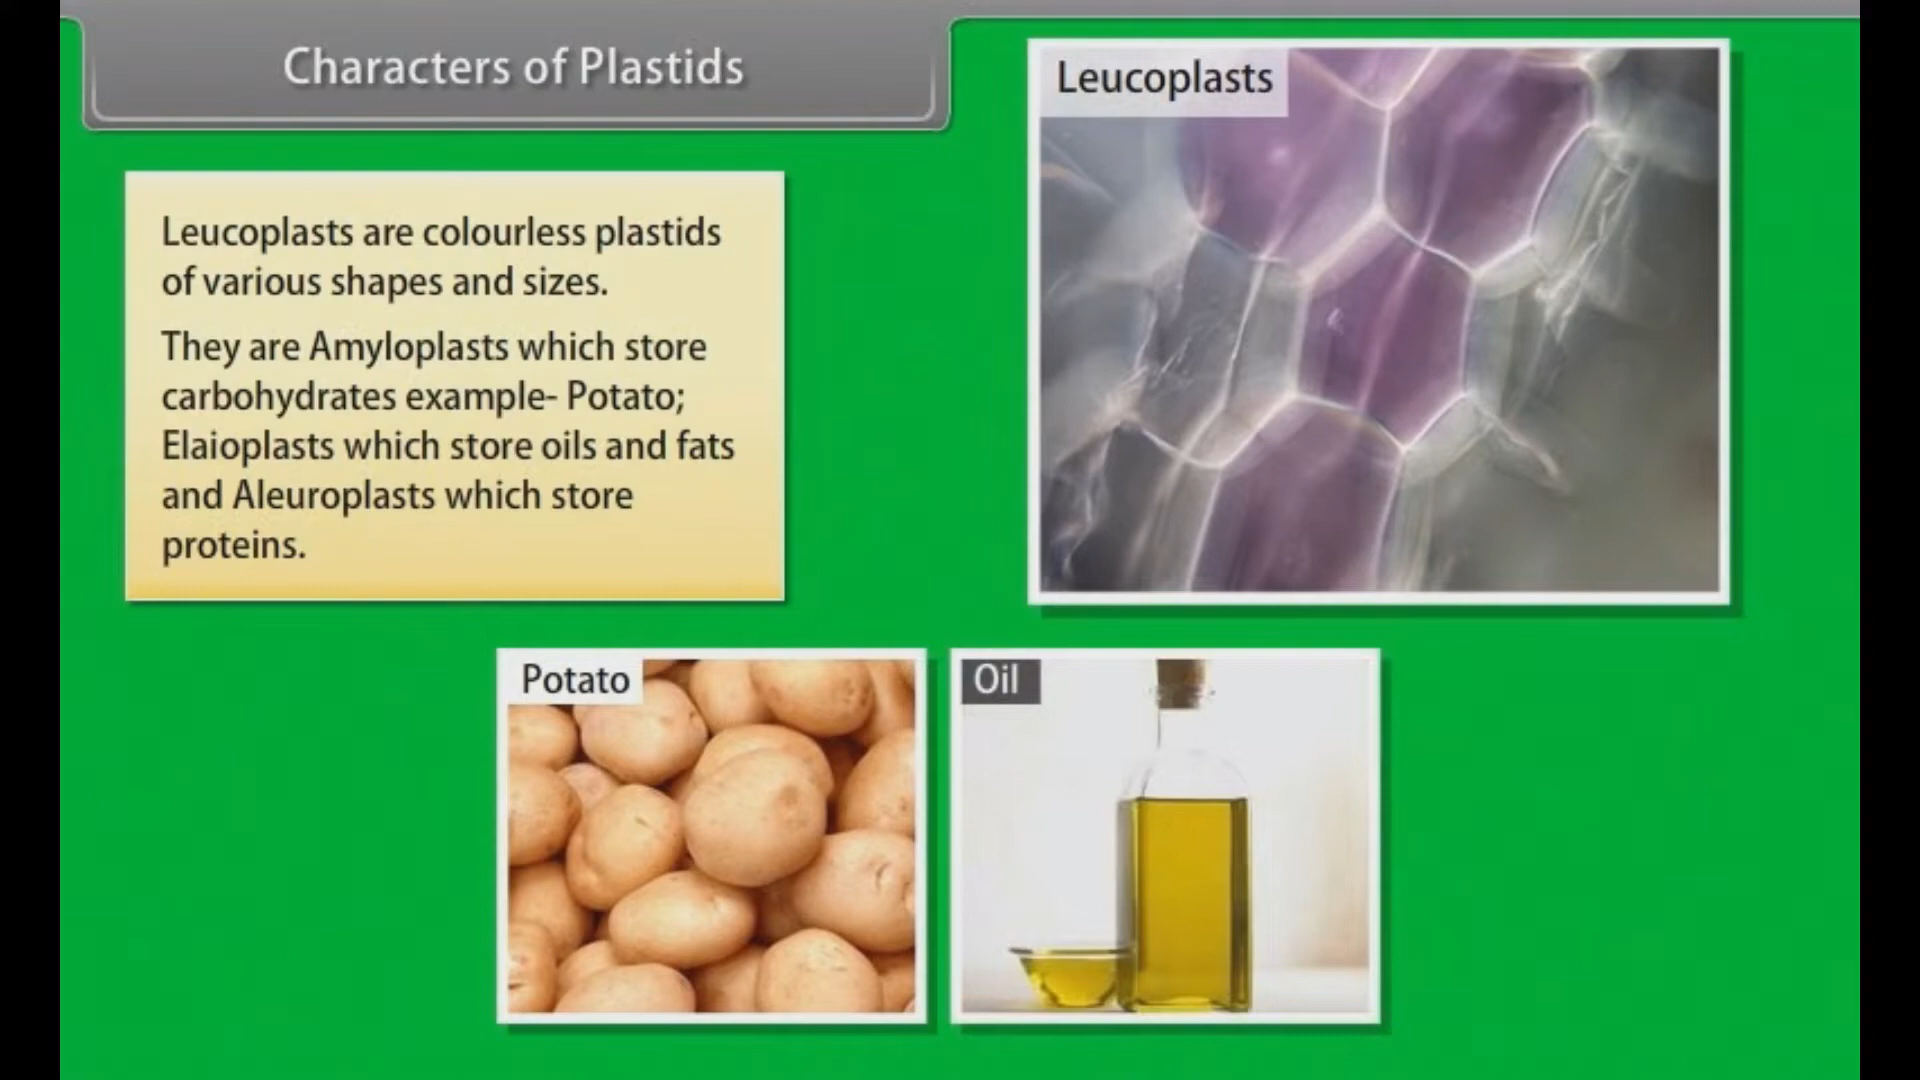 Characters of Plastids
Leucoplasts
Leucoplasts are colourless plastids
of various shapes and sizes.
They are Amyloplasts which store
carbohydrates example- Potato;
Elaioplasts which store oils and fats
and Aleuroplasts which store
proteins.
Potato
Oil